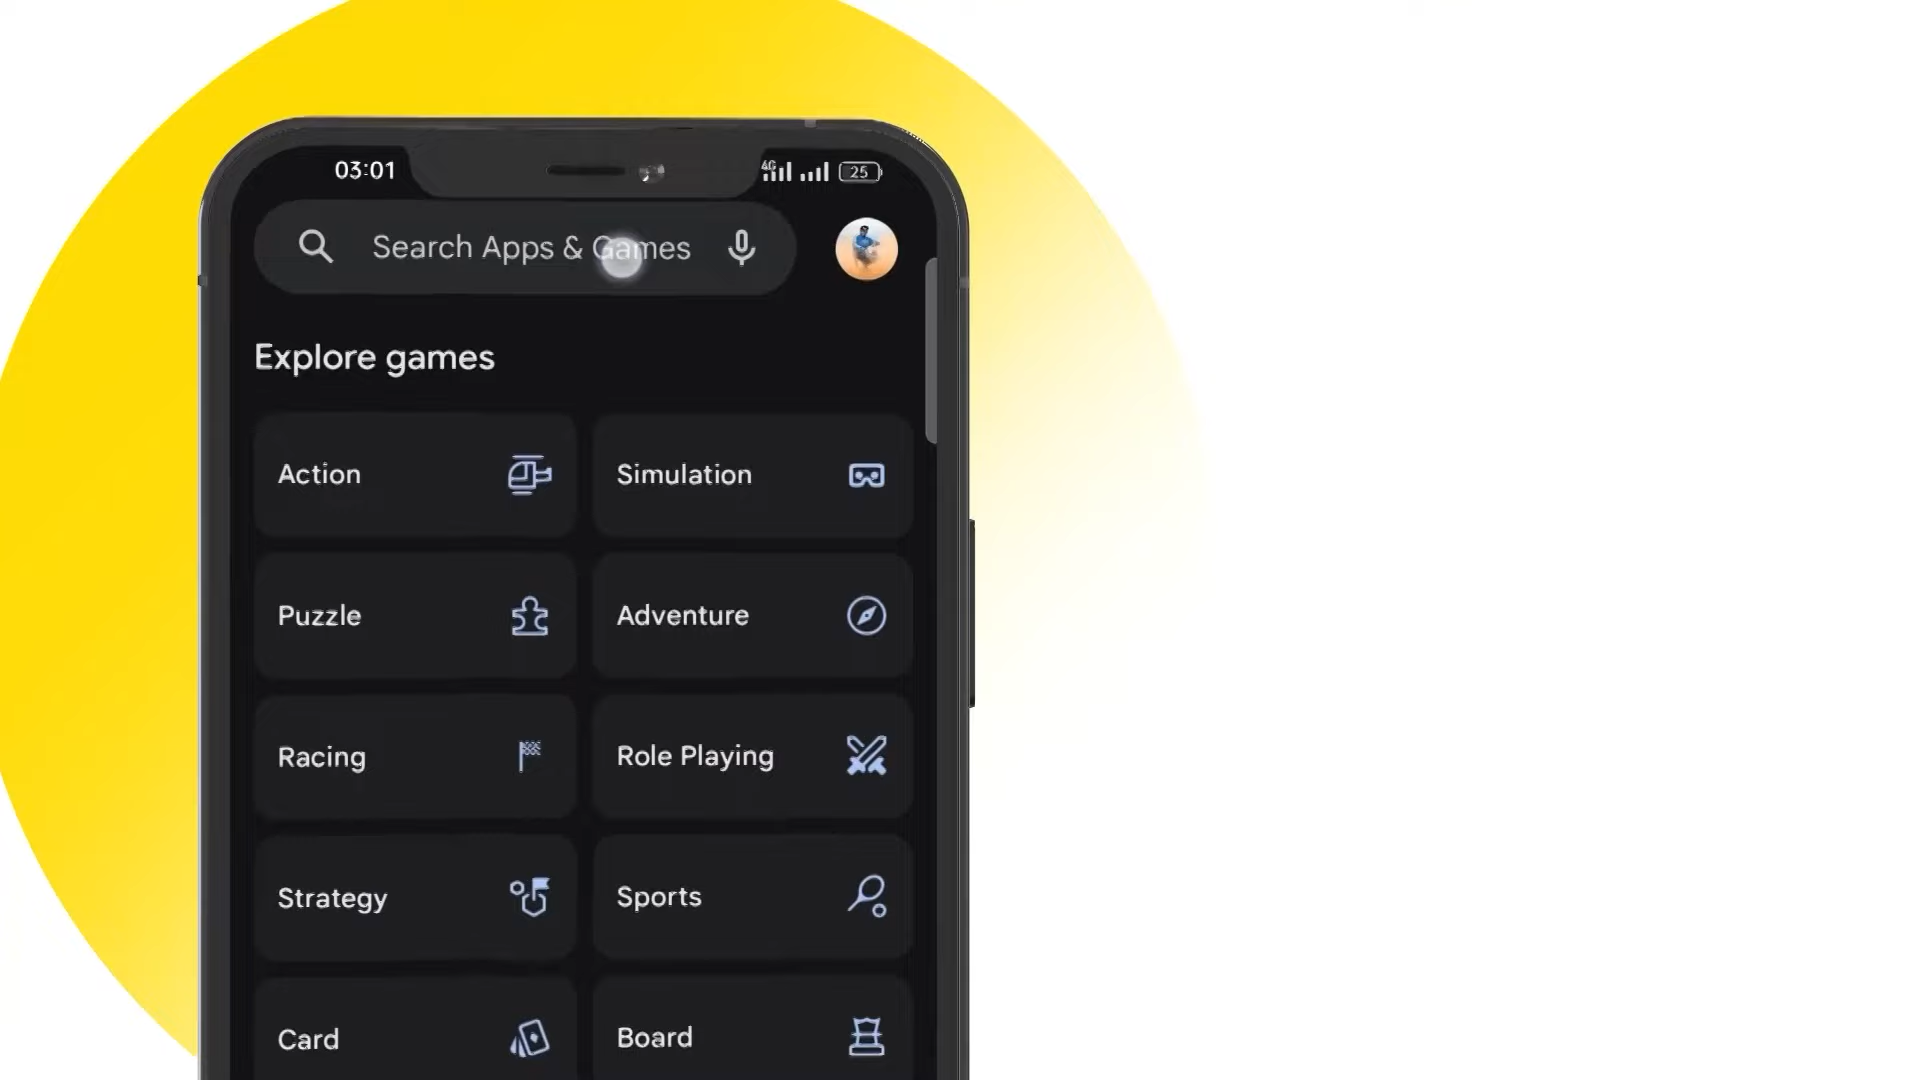 03:01
4G
25
Search Apps & Games
Explore games
Action
Simulation
Puzzle
Adventure
Racing
Role Playing
Strategy
Sports
Card
Board